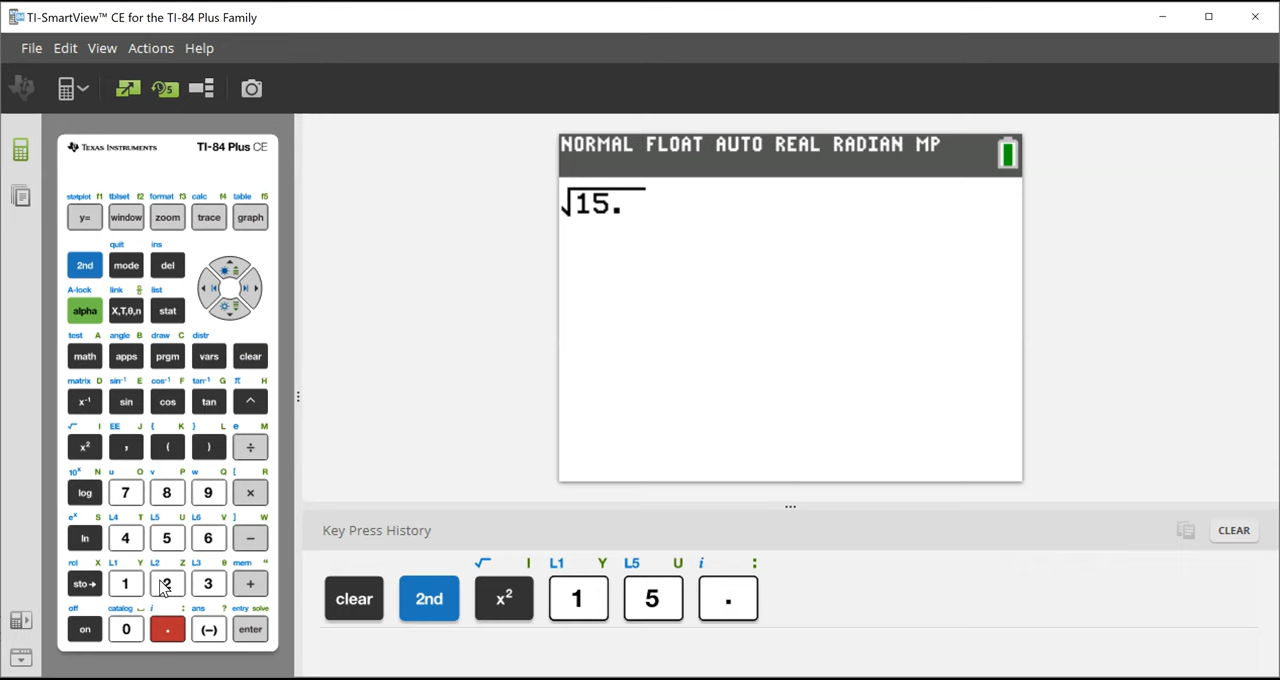 TI-SmartView™ CE for the TI-84 Plus Family
File Edit View Actions Help
TEXAS INSTRUMENTS TI-84 Plus CE
statplot f1 tblset f2 format f3 calc f4 table f5
y= window zoom trace graph
quit ins
2nd mode del
A-lock link list
alpha X,T,θ,n stat
test A angle B draw C distr
math apps prgm vars clear
matrix D sin⁻¹ E cos⁻¹ F tan⁻¹ G π H
x⁻¹ sin cos tan ^
√ I EE J { K } L e M
x² , ( ) ÷
10ˣ N u O v P w Q [ R
log 7 8 9 ×
eˣ S L4 T L5 U L6 V ] W
ln 4 5 6 −
rcl X L1 Y L2 Z L3 θ mem "
sto→ 1 2 3 +
off catalog ⎵ i : ans ? entry solve
on 0 . (−) enter
NORMAL FLOAT AUTO REAL RADIAN MP
√15.
Key Press History CLEAR
√ I L1 Y L5 U i :
clear 2nd x² 1 5 .